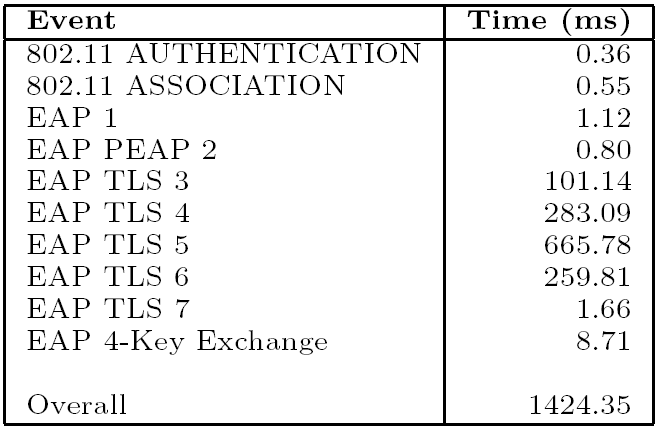 Event Time (ms)
802.11 AUTHENTICATION 0.36
802.11 ASSOCIATION 0.55
EAP 1 1.12
EAP PEAP 2 0.80
EAP TLS 3 101.14
EAP TLS 4 283.09
EAP TLS 5 665.78
EAP TLS 6 259.81
EAP TLS 7 1.66
EAP 4-Key Exchange 8.71
Overall 1424.35